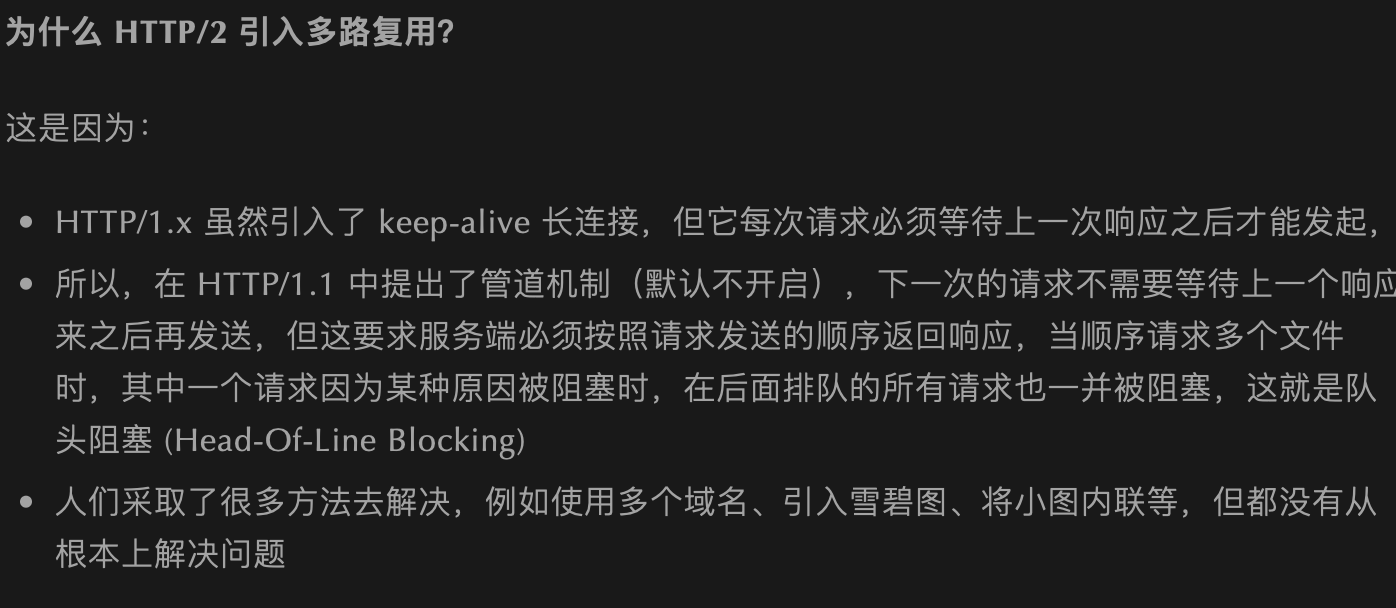 为什么 HTTP/2 引入多路复用？
这是因为：
• HTTP/1.x 虽然引入了 keep-alive 长连接，但它每次请求必须等待上一次响应之后才能发起，
• 所以，在 HTTP/1.1 中提出了管道机制（默认不开启），下一次的请求不需要等待上一个响应
来之后再发送，但这要求服务端必须按照请求发送的顺序返回响应，当顺序请求多个文件
时，其中一个请求因为某种原因被阻塞时，在后面排队的所有请求也一并被阻塞，这就是队
头阻塞 (Head-Of-Line Blocking)
• 人们采取了很多方法去解决，例如使用多个域名、引入雪碧图、将小图内联等，但都没有从
根本上解决问题